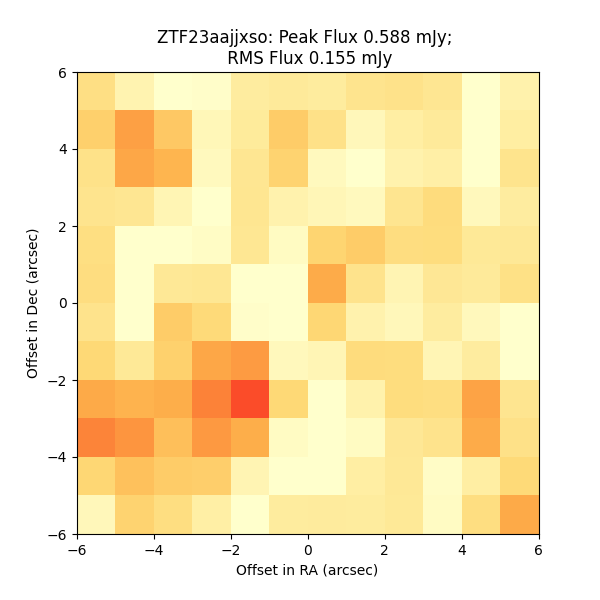 ZTF23aajjxso: Peak Flux 0.588 mJy;
RMS Flux 0.155 mJy
6
4
2
0
−2
−4
−6
Offset in Dec (arcsec)
−6 −4 −2 0 2 4 6
Offset in RA (arcsec)